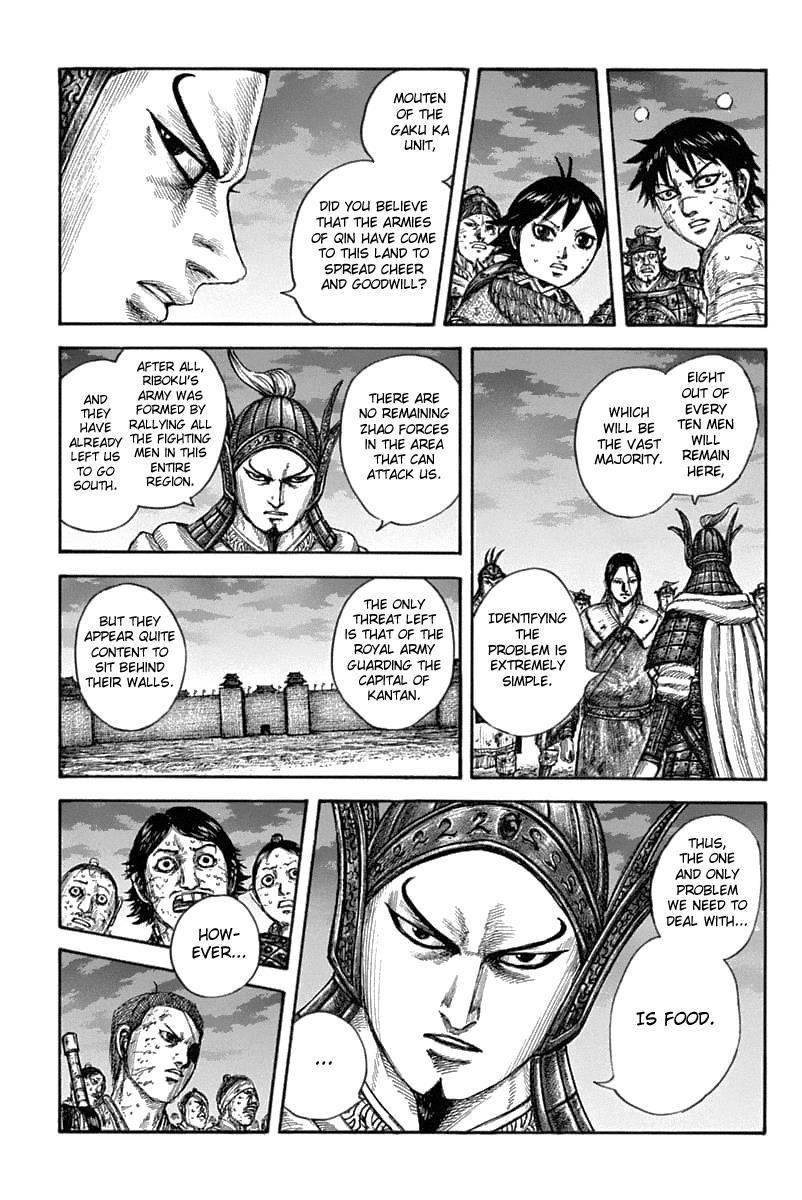 MOUTEN
OF THE
GAKU KA
UNIT,
DID YOU BELIEVE
THAT THE ARMIES
OF QIN HAVE COME
TO THIS LAND TO
SPREAD CHEER
AND GOODWILL?
EIGHT
OUT OF
EVERY
TEN MEN
WILL
REMAIN
HERE,
WHICH
WILL BE
THE VAST
MAJORITY.
IDENTIFYING
THE
PROBLEM IS
EXTREMELY
SIMPLE.
THERE ARE
NO REMAINING
ZHAO FORCES
IN THE AREA
THAT CAN
ATTACK US.
AFTER ALL,
RIBOKU'S
ARMY WAS
FORMED BY
RALLYING ALL
THE FIGHTING
MEN IN THIS
ENTIRE
REGION.
AND
THEY
HAVE
ALREADY
LEFT US
TO GO
SOUTH.
THE ONLY
THREAT LEFT
IS THAT OF THE
ROYAL ARMY
GUARDING THE
CAPITAL OF
KANTAN.
BUT THEY
APPEAR QUITE
CONTENT TO
SIT BEHIND
THEIR WALLS.
THUS,
THE ONE
AND ONLY
PROBLEM
WE NEED TO
DEAL WITH...
IS FOOD.
...
HOW-
EVER...